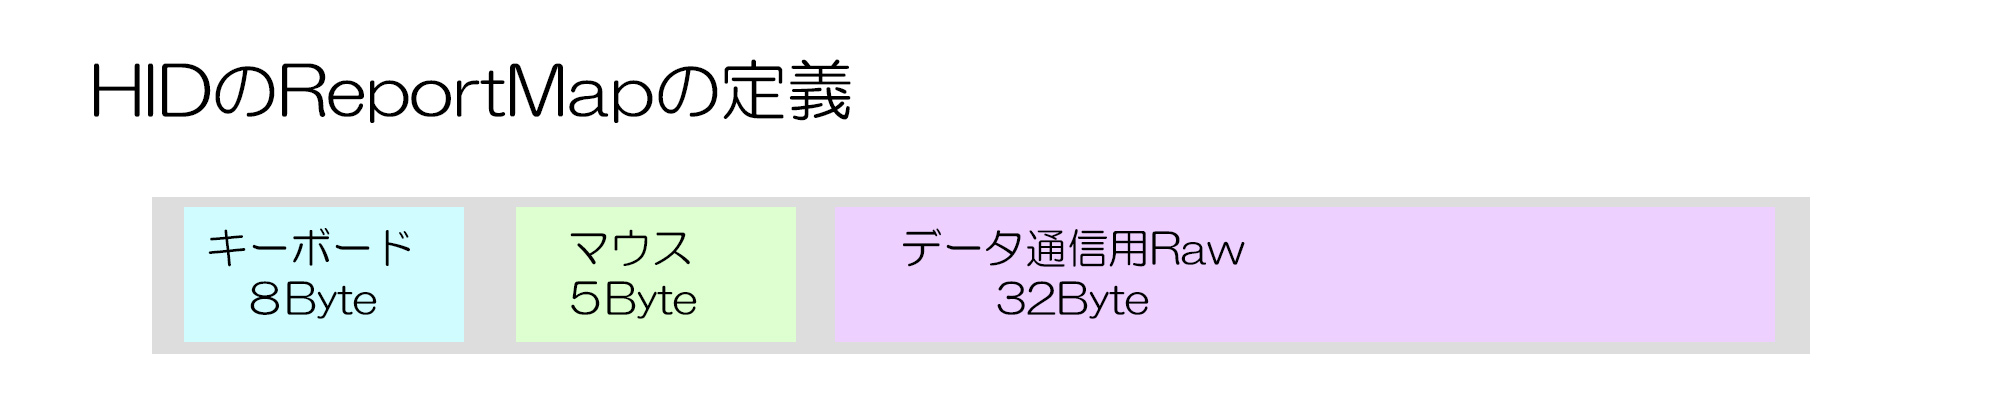 HIDのReportMapの定義
キーボード
8Byte
マウス
5Byte
データ通信用Raw
32Byte